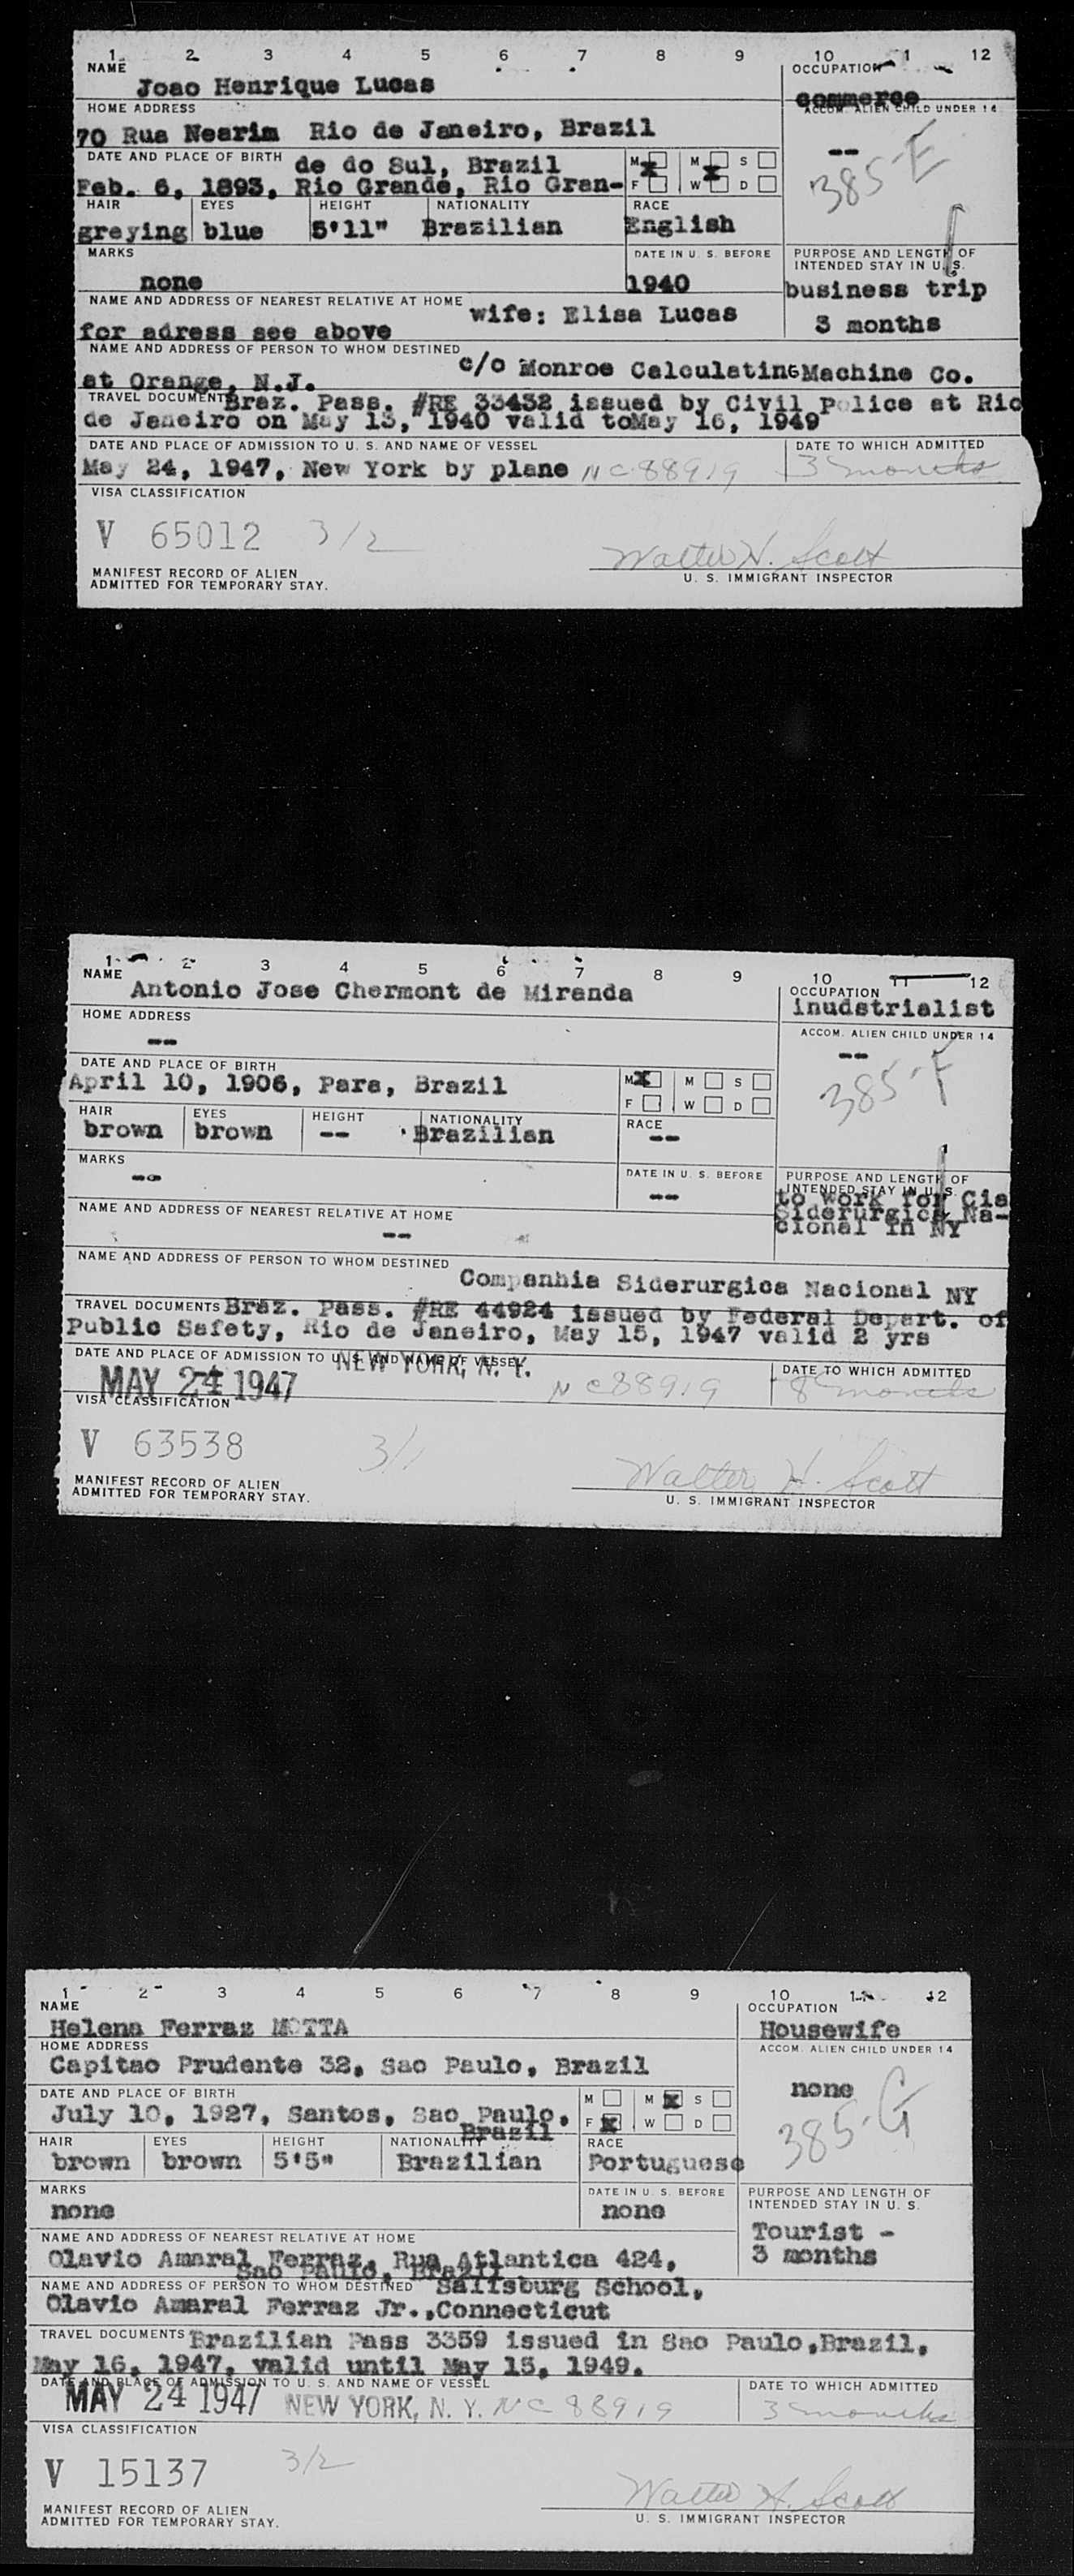 1 2 3 4 5 6 7 8 9 10 1 12
NAME
Joao Henrique Lucas
OCCUPATION
commerce
HOME ADDRESS
ACCOM. ALIEN CHILD UNDER 14
70 Rua Nearim Rio de Janeiro, Brazil
--
385-E
DATE AND PLACE OF BIRTH
de do Sul, Brazil
Feb. 6, 1893, Rio Grande, Rio Gran-
M X M S
F W X D
HAIR EYES HEIGHT NATIONALITY RACE
greying blue 5'11" Brazilian English
MARKS
none
DATE IN U. S. BEFORE
1940
PURPOSE AND LENGTH OF
INTENDED STAY IN U. S.
business trip
3 months
NAME AND ADDRESS OF NEAREST RELATIVE AT HOME
wife: Elisa Lucas
for adress see above
NAME AND ADDRESS OF PERSON TO WHOM DESTINED
c/o Monroe Calculating Machine Co.
at Orange, N.J.
TRAVEL DOCUMENT Braz. Pass. #RE 33432 issued by Civil Police at Rio
de Janeiro on May 15, 1940 valid toMay 16, 1949
DATE AND PLACE OF ADMISSION TO U. S. AND NAME OF VESSEL
DATE TO WHICH ADMITTED
May 24, 1947, New York by plane NC 88919
3 months
VISA CLASSIFICATION
V 65012 3/2
Walter H. Scott
MANIFEST RECORD OF ALIEN
ADMITTED FOR TEMPORARY STAY.
U. S. IMMIGRANT INSPECTOR
1 2 3 4 5 6 7 8 9 10 11 12
NAME
Antonio Jose Chermont de Miranda
OCCUPATION
inudstrialist
HOME ADDRESS
--
ACCOM. ALIEN CHILD UNDER 14
--
385-F
DATE AND PLACE OF BIRTH
April 10, 1906, Para, Brazil
M X M S
F W D
HAIR EYES HEIGHT NATIONALITY RACE
brown brown -- Brazilian --
MARKS
--
DATE IN U. S. BEFORE
--
PURPOSE AND LENGTH OF
INTENDED STAY IN U. S.
to work for Cia
Siderurgica Na-
cional in NY
NAME AND ADDRESS OF NEAREST RELATIVE AT HOME
--
NAME AND ADDRESS OF PERSON TO WHOM DESTINED
Companhia Siderurgica Nacional NY
TRAVEL DOCUMENTS Braz. Pass. #RE 44924 issued by Federal Depart. of
Public Safety, Rio de Janeiro, May 15, 1947 valid 2 yrs
DATE AND PLACE OF ADMISSION TO U. S. AND NAME OF VESSEL
DATE TO WHICH ADMITTED
MAY 24 1947 NEW YORK, N. Y. NC 88919
8 months
VISA CLASSIFICATION
V 63538 3/1
Walter H. Scott
MANIFEST RECORD OF ALIEN
ADMITTED FOR TEMPORARY STAY.
U. S. IMMIGRANT INSPECTOR
1 2 3 4 5 6 7 8 9 10 11 12
NAME
Helena Ferraz MOTTA
OCCUPATION
Housewife
HOME ADDRESS
Capitao Prudente 32, Sao Paulo, Brazil
ACCOM. ALIEN CHILD UNDER 14
none
385-G
DATE AND PLACE OF BIRTH
July 10, 1927, Santos, Sao Paulo,
Brazil
M M X S
F X W D
HAIR EYES HEIGHT NATIONALITY RACE
brown brown 5'5" Brazilian Portuguese
MARKS
none
DATE IN U. S. BEFORE
none
PURPOSE AND LENGTH OF
INTENDED STAY IN U. S.
Tourist -
3 months
NAME AND ADDRESS OF NEAREST RELATIVE AT HOME
Olavio Amaral Ferraz, Rua Atlantica 424,
Sao Paulo, Brazil
NAME AND ADDRESS OF PERSON TO WHOM DESTINED
Salisburg School,
Olavio Amaral Ferraz Jr.,Connecticut
TRAVEL DOCUMENTS Brazilian Pass 3359 issued in Sao Paulo,Brazil,
May 16, 1947, valid until May 15, 1949.
DATE AND PLACE OF ADMISSION TO U. S. AND NAME OF VESSEL
DATE TO WHICH ADMITTED
MAY 24 1947 NEW YORK, N. Y. NC 88919
3 months
VISA CLASSIFICATION
V 15137 3/2
Walter H. Scott
MANIFEST RECORD OF ALIEN
ADMITTED FOR TEMPORARY STAY.
U. S. IMMIGRANT INSPECTOR